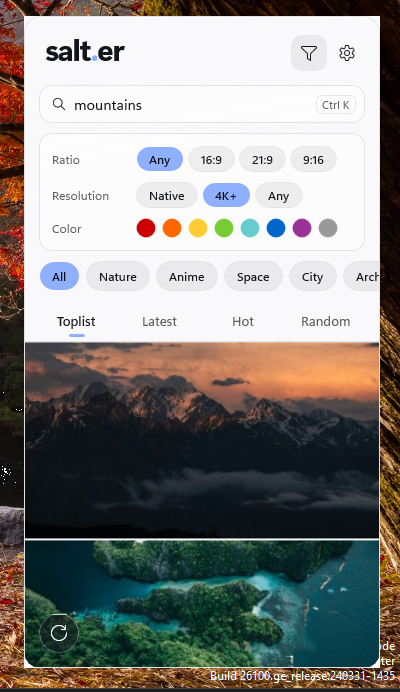 salt.er
mountains Ctrl K
Ratio Any 16:9 21:9 9:16
Resolution Native 4K+ Any
Color
All Nature Anime Space City Arch
Toplist Latest Hot Random
ode
ter
Build 26100.ge_release.240331-1435